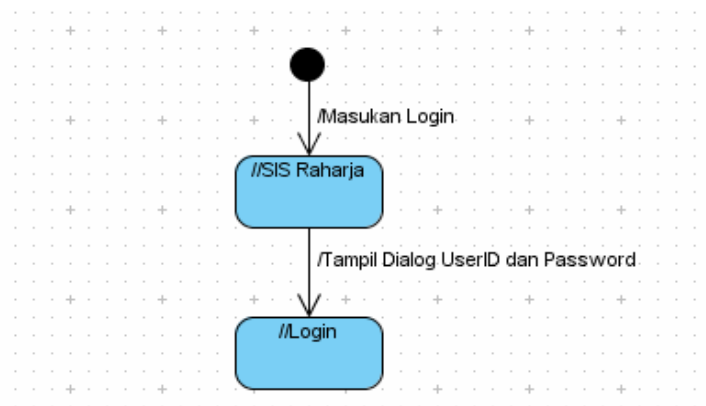 /Masukan Login
//SIS Raharja
/Tampil Dialog UserID dan Password
//Login